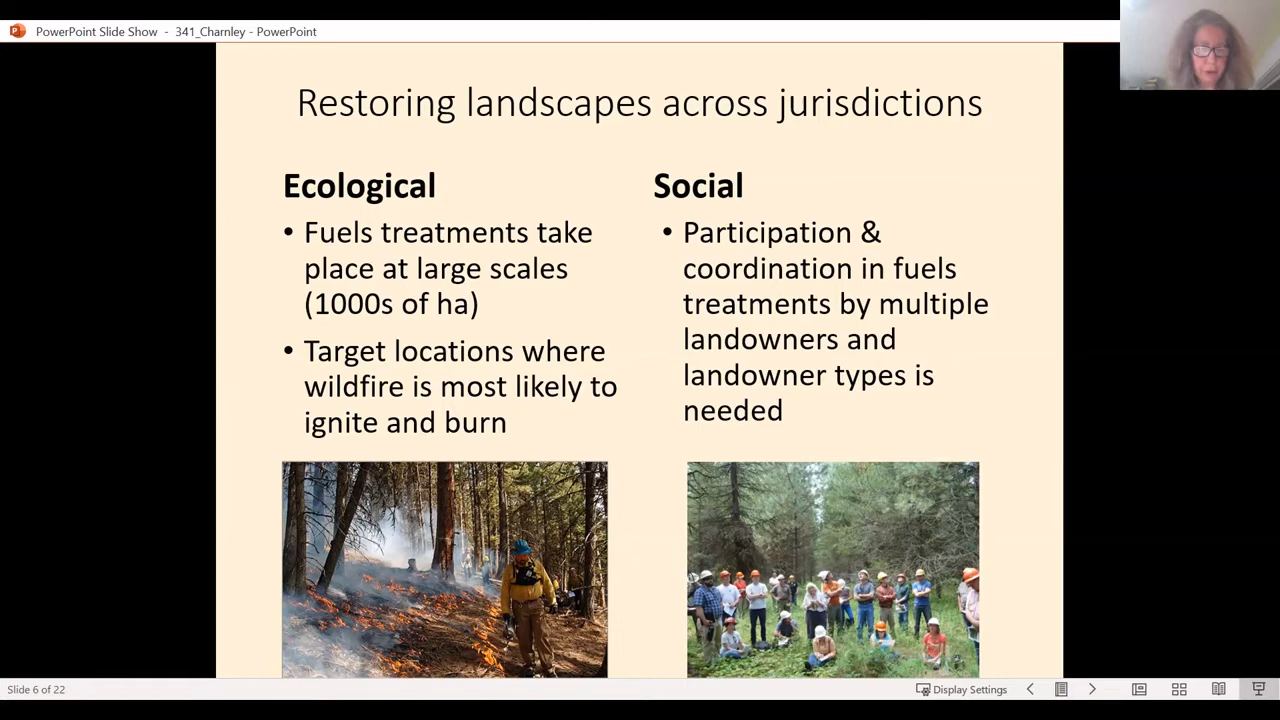 PowerPoint Slide Show - 341_Charnley - PowerPoint
Restoring landscapes across jurisdictions
Ecological
• Fuels treatments take
place at large scales
(1000s of ha)
• Target locations where
wildfire is most likely to
ignite and burn
Social
• Participation &
coordination in fuels
treatments by multiple
landowners and
landowner types is
needed
Slide 6 of 22
Display Settings